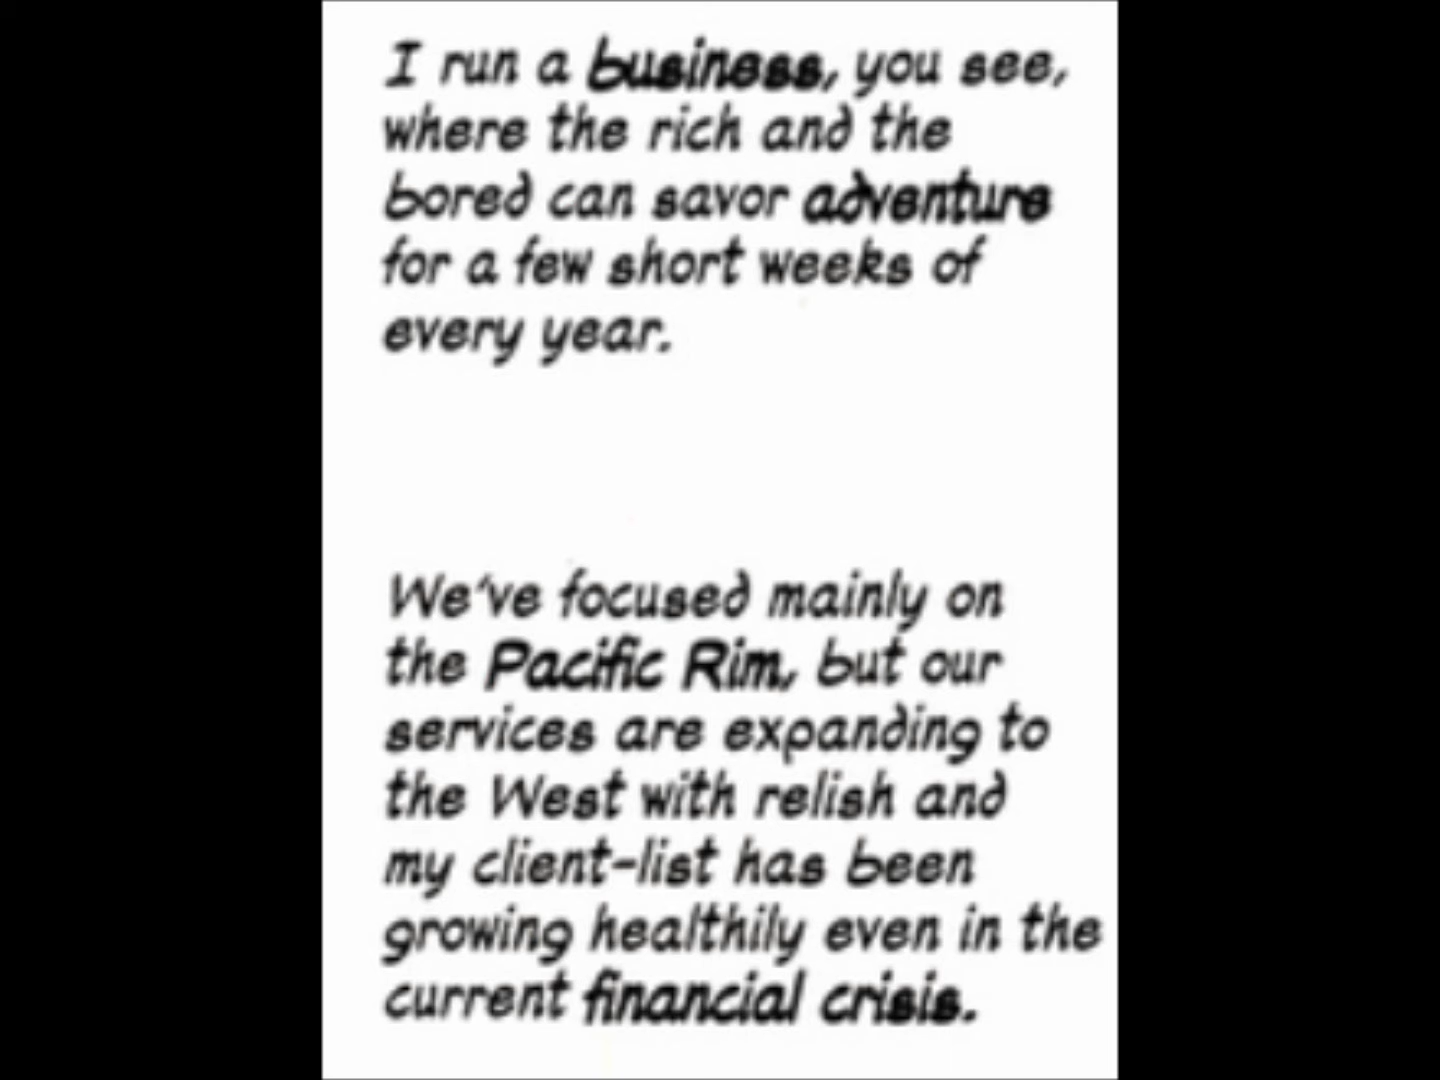 I run a business, you see,
where the rich and the
bored can savor adventure
for a few short weeks of
every year.
We've focused mainly on
the Pacific Rim, but our
services are expanding to
the West with relish and
my client-list has been
growing healthily even in the
current financial crisis.